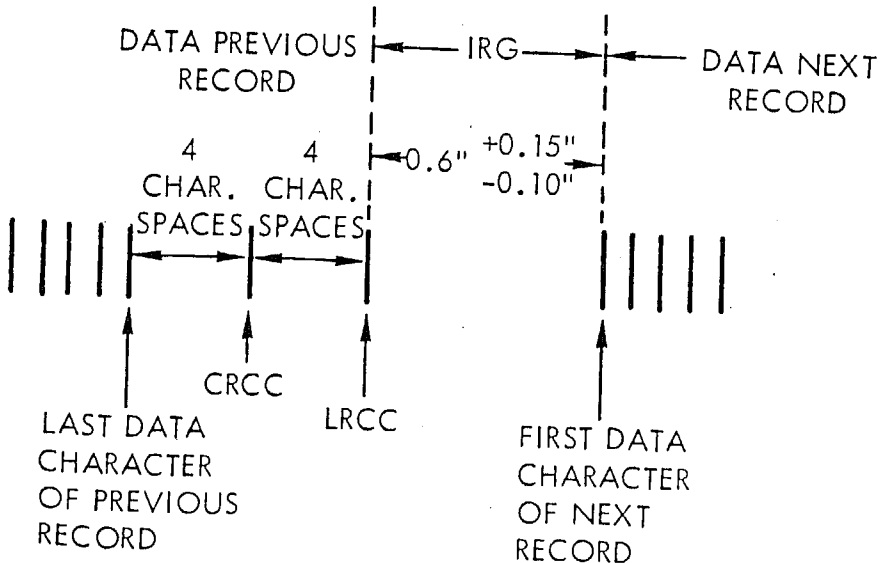 DATA PREVIOUS
RECORD
IRG
DATA NEXT
RECORD
4
CHAR.
SPACES
4
CHAR.
SPACES
0.6" +0.15"
-0.10"
CRCC
LRCC
LAST DATA
CHARACTER
OF PREVIOUS
RECORD
FIRST DATA
CHARACTER
OF NEXT
RECORD